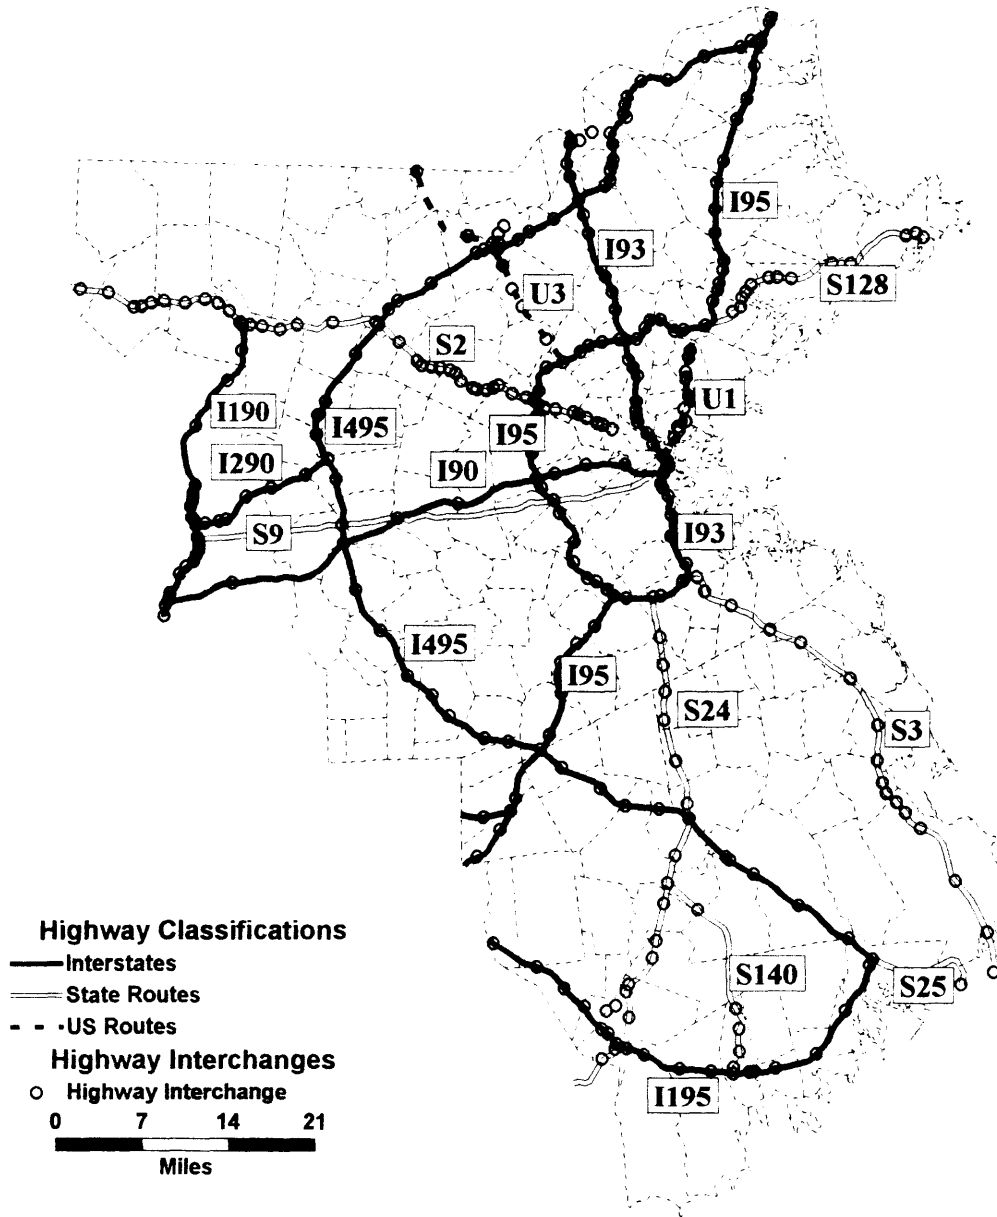 I95
I93
S128
U3
S2
U1
I190
I495
I95
I290
I90
S9
I93
I495
I95
S24
S3
Highway Classifications
Interstates
State Routes
US Routes
Highway Interchanges
Highway Interchange
0 7 14 21
Miles
S140
S25
I195